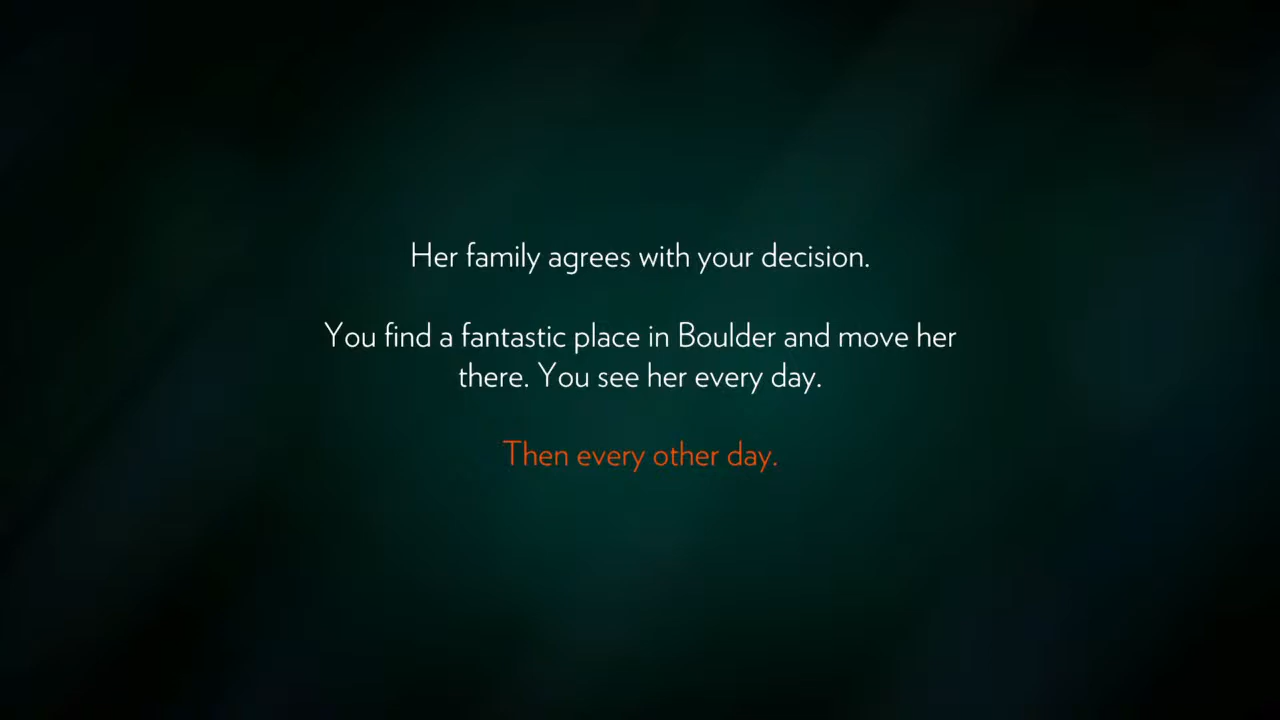 Her family agrees with your decision.
You find a fantastic place in Boulder and move her
there. You see her every day.
Then every other day.